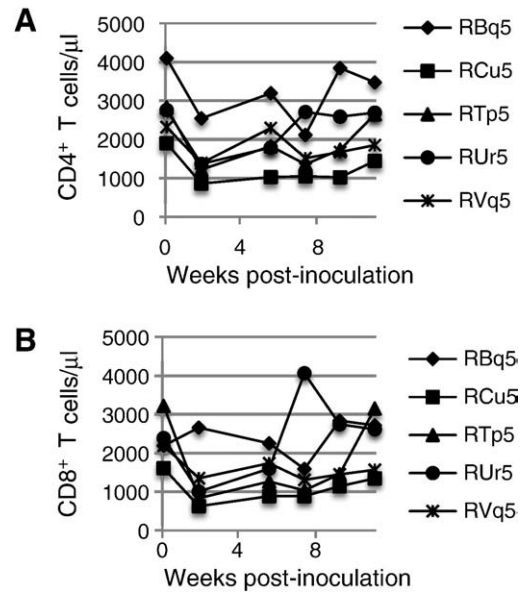 A
CD4+ T cells/μl
5000
4000
3000
2000
1000
0
0 4 8
Weeks post-inoculation
RBq5
RCu5
RTp5
RUr5
RVq5
B
CD8+ T cells/μl
5000
4000
3000
2000
1000
0
0 4 8
Weeks post-inoculation
RBq5
RCu5
RTp5
RUr5
RVq5